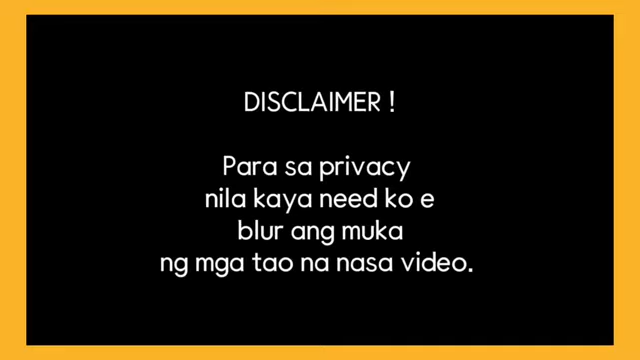 DISCLAIMER !
Para sa privacy
nila kaya need ko e
blur ang muka
ng mga tao na nasa video.